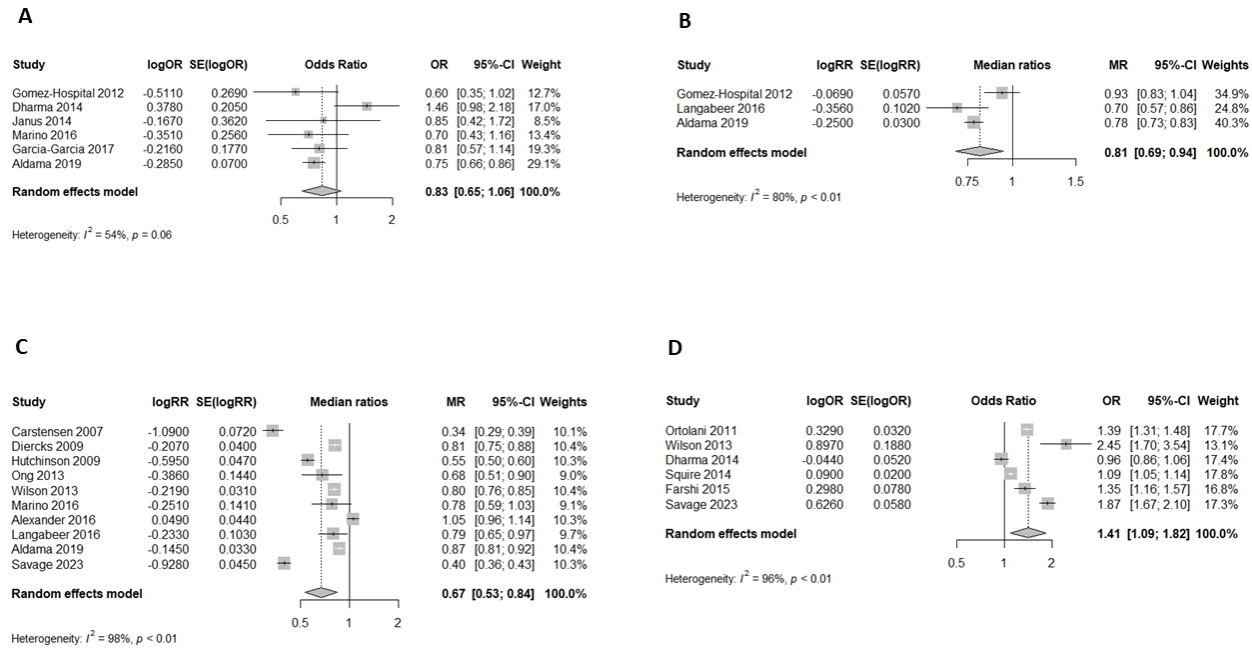 A
Study logOR SE(logOR) Odds Ratio OR 95%-CI Weight
Gomez-Hospital 2012 -0.5110 0.2690 0.60 [0.35; 1.02] 12.7%
Dharma 2014 0.3780 0.2050 1.46 [0.98; 2.18] 17.0%
Janus 2014 -0.1670 0.3620 0.85 [0.42; 1.72] 8.5%
Marino 2016 -0.3510 0.2560 0.70 [0.43; 1.16] 13.4%
Garcia-Garcia 2017 -0.2160 0.1770 0.81 [0.57; 1.14] 19.3%
Aldama 2019 -0.2850 0.0700 0.75 [0.66; 0.86] 29.1%
Random effects model 0.83 [0.65; 1.06] 100.0%
0.5 1 2
Heterogeneity: I² = 54%, p = 0.06
B
Study logRR SE(logRR) Median ratios MR 95%-CI Weights
Gomez-Hospital 2012 -0.0690 0.0570 0.93 [0.83; 1.04] 34.9%
Langabeer 2016 -0.3560 0.1020 0.70 [0.57; 0.86] 24.8%
Aldama 2019 -0.2500 0.0300 0.78 [0.73; 0.83] 40.3%
Random effects model 0.81 [0.69; 0.94] 100.0%
0.75 1 1.5
Heterogeneity: I² = 80%, p < 0.01
C
Study logRR SE(logRR) Median ratios MR 95%-CI Weights
Carstensen 2007 -1.0900 0.0720 0.34 [0.29; 0.39] 10.1%
Diercks 2009 -0.2070 0.0400 0.81 [0.75; 0.88] 10.4%
Hutchinson 2009 -0.5950 0.0470 0.55 [0.50; 0.60] 10.3%
Ong 2013 -0.3860 0.1440 0.68 [0.51; 0.90] 9.0%
Wilson 2013 -0.2190 0.0310 0.80 [0.76; 0.85] 10.4%
Marino 2016 -0.2510 0.1410 0.78 [0.59; 1.03] 9.1%
Alexander 2016 0.0490 0.0440 1.05 [0.96; 1.14] 10.3%
Langabeer 2016 -0.2330 0.1030 0.79 [0.65; 0.97] 9.7%
Aldama 2019 -0.1450 0.0330 0.87 [0.81; 0.92] 10.4%
Savage 2023 -0.9280 0.0450 0.40 [0.36; 0.43] 10.3%
Random effects model 0.67 [0.53; 0.84] 100.0%
0.5 1 2
Heterogeneity: I² = 98%, p < 0.01
D
Study logOR SE(logOR) Odds Ratio OR 95%-CI Weight
Ortolani 2011 0.3290 0.0320 1.39 [1.31; 1.48] 17.7%
Wilson 2013 0.8970 0.1880 2.45 [1.70; 3.54] 13.1%
Dharma 2014 -0.0440 0.0520 0.96 [0.86; 1.06] 17.4%
Squire 2014 0.0900 0.0200 1.09 [1.05; 1.14] 17.8%
Farshi 2015 0.2980 0.0780 1.35 [1.16; 1.57] 16.8%
Savage 2023 0.6260 0.0580 1.87 [1.67; 2.10] 17.3%
Random effects model 1.41 [1.09; 1.82] 100.0%
0.5 1 2
Heterogeneity: I² = 96%, p < 0.01